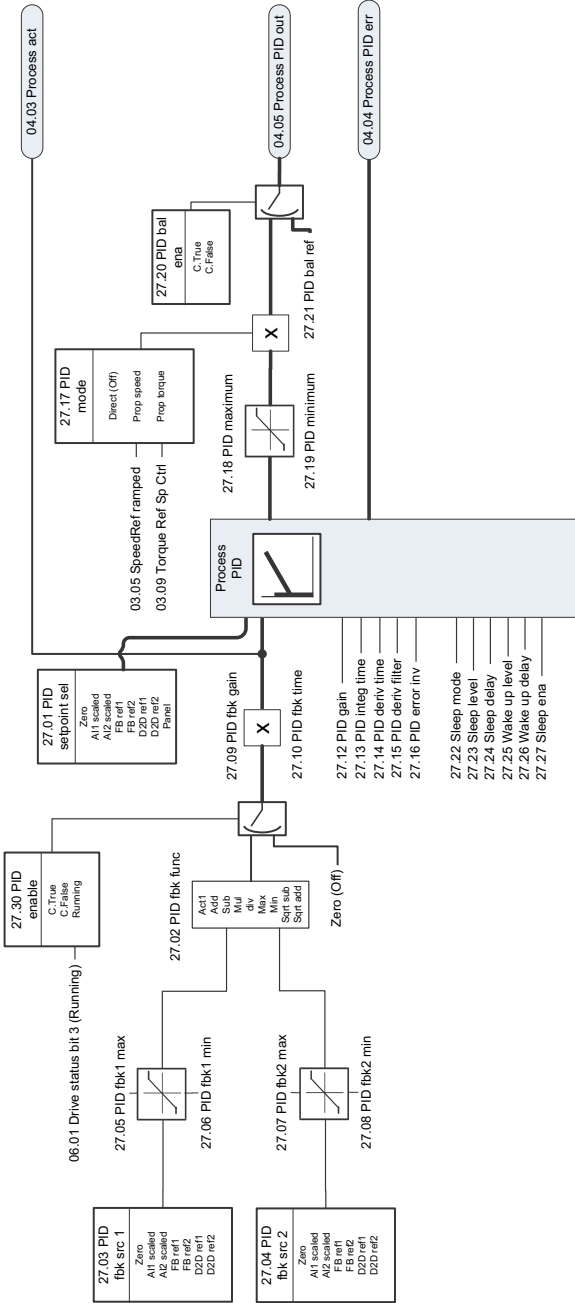 27.03 PID
fbk src 1
Zero
AI1 scaled
AI2 scaled
FB ref1
FB ref2
D2D ref1
D2D ref2
27.04 PID
fbk src 2
Zero
AI1 scaled
AI2 scaled
FB ref1
FB ref2
D2D ref1
D2D ref2
27.05 PID fbk1 max
27.06 PID fbk1 min
27.07 PID fbk2 max
27.08 PID fbk2 min
06.01 Drive status bit 3 (Running)
27.30 PID
enable
C.True
C.False
Running
27.02 PID fbk func
Act1
Add
Sub
Mul
div
Max
Min
Sqrt sub
Sqrt add
Zero (Off)
27.01 PID
setpoint sel
Zero
AI1 scaled
AI2 scaled
FB ref1
FB ref2
D2D ref1
D2D ref2
Panel
27.09 PID fbk gain
X
27.10 PID fbk time
27.12 PID gain
27.13 PID integ time
27.14 PID deriv time
27.15 PID deriv filter
27.16 PID error inv
27.22 Sleep mode
27.23 Sleep level
27.24 Sleep delay
27.25 Wake up level
27.26 Wake up delay
27.27 Sleep ena
Process
PID
03.05 SpeedRef ramped
03.09 Torque Ref Sp Ctrl
27.17 PID
mode
Direct (Off)
Prop speed
Prop torque
27.18 PID maximum
27.19 PID minimum
X
27.20 PID bal
ena
C.True
C.False
27.21 PID bal ref
04.03 Process act
04.05 Process PID out
04.04 Process PID err